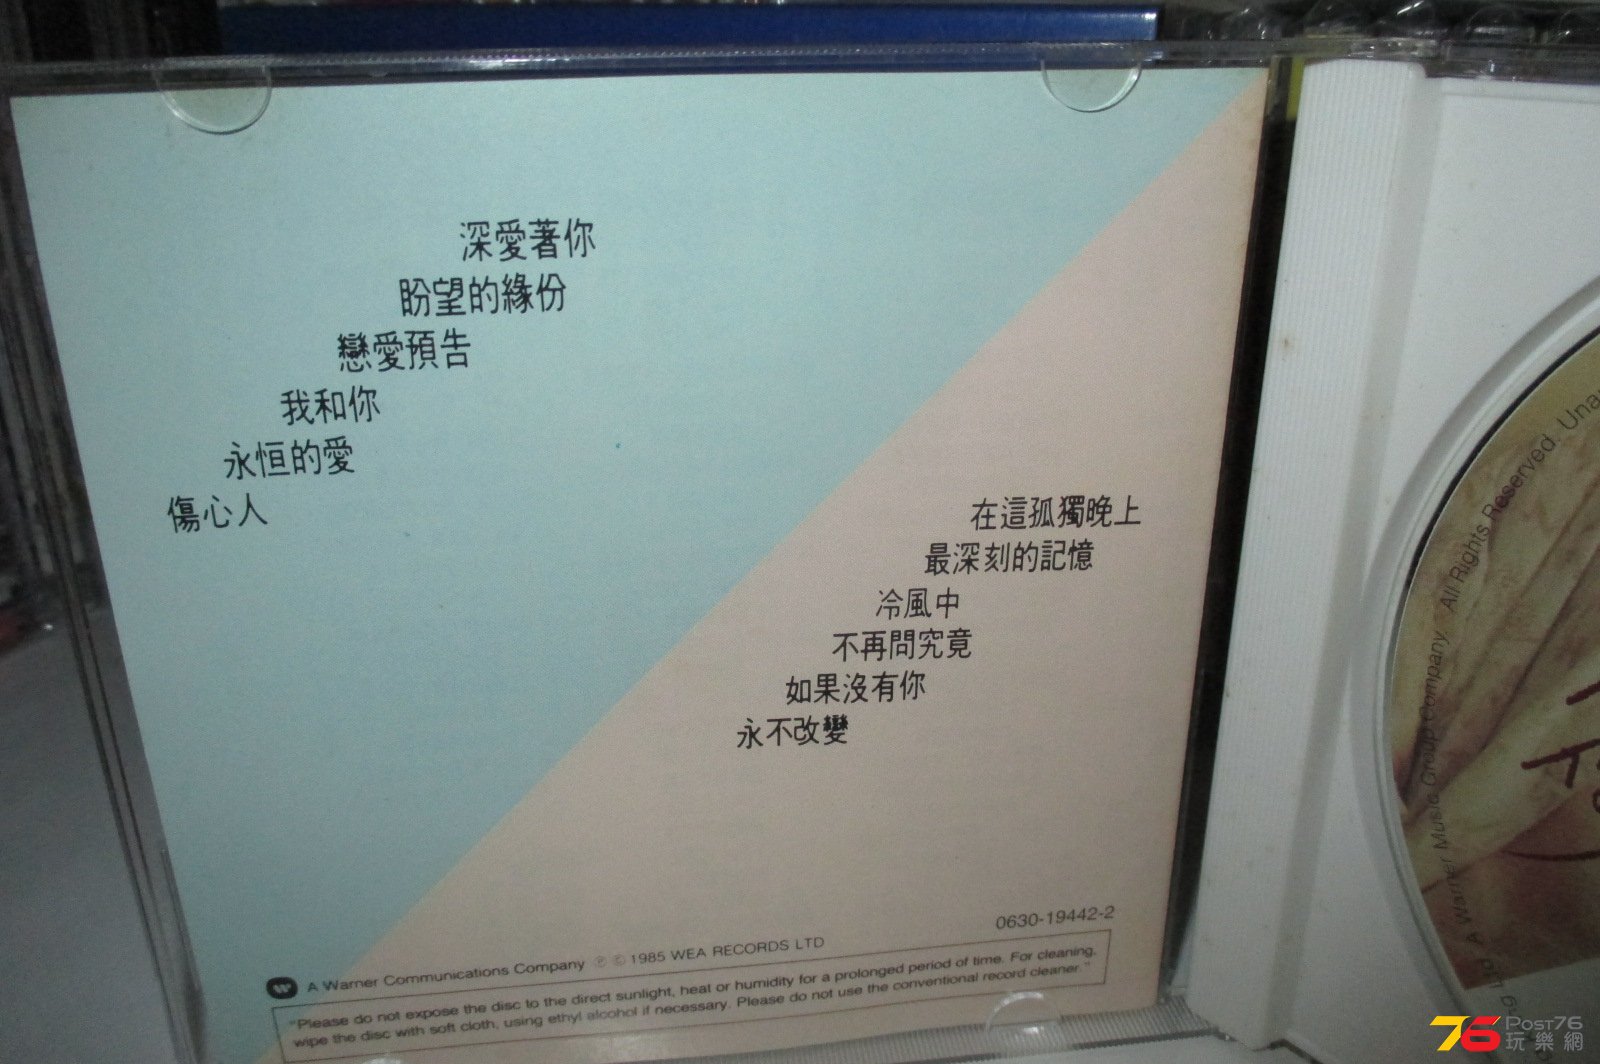 深愛著你
盼望的緣份
戀愛預告
我和你
永恒的愛
傷心人
在這孤獨晚上
最深刻的記憶
冷風中
不再問究竟
如果沒有你
永不改變
0630-19442-2
A Warner Communications Company ℗ © 1985 WEA RECORDS LTD
"Please do not expose the disc to the direct sunlight, heat or humidity for a prolonged period of time. For cleaning,
wipe the disc with soft cloth, using ethyl alcohol if necessary. Please do not use the conventional record cleaner."
A Warner Music Group Company. All Rights Reserved.
76 POST76
玩樂網